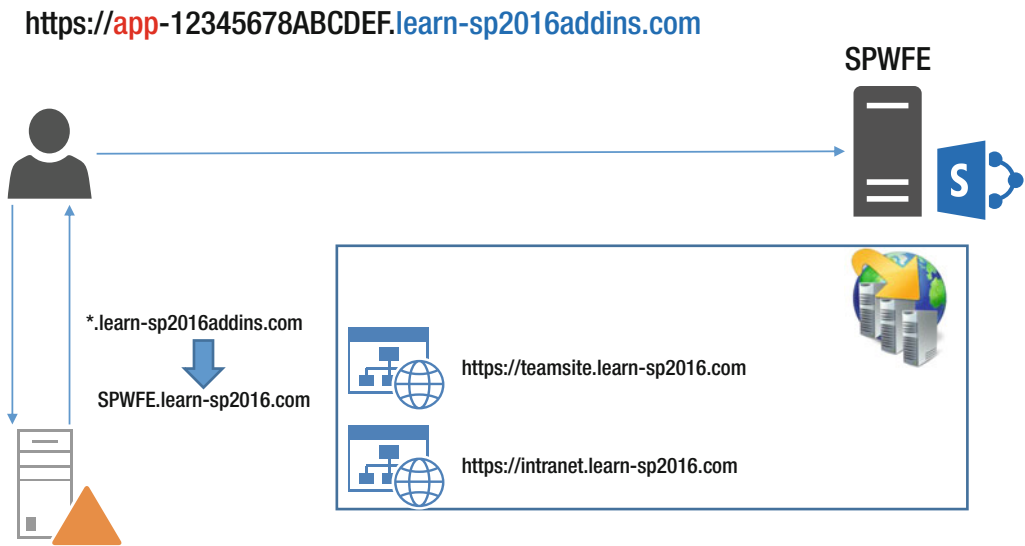 https://app-12345678ABCDEF.learn-sp2016addins.com
SPWFE
S
*.learn-sp2016addins.com
SPWFE.learn-sp2016.com
https://teamsite.learn-sp2016.com
https://intranet.learn-sp2016.com